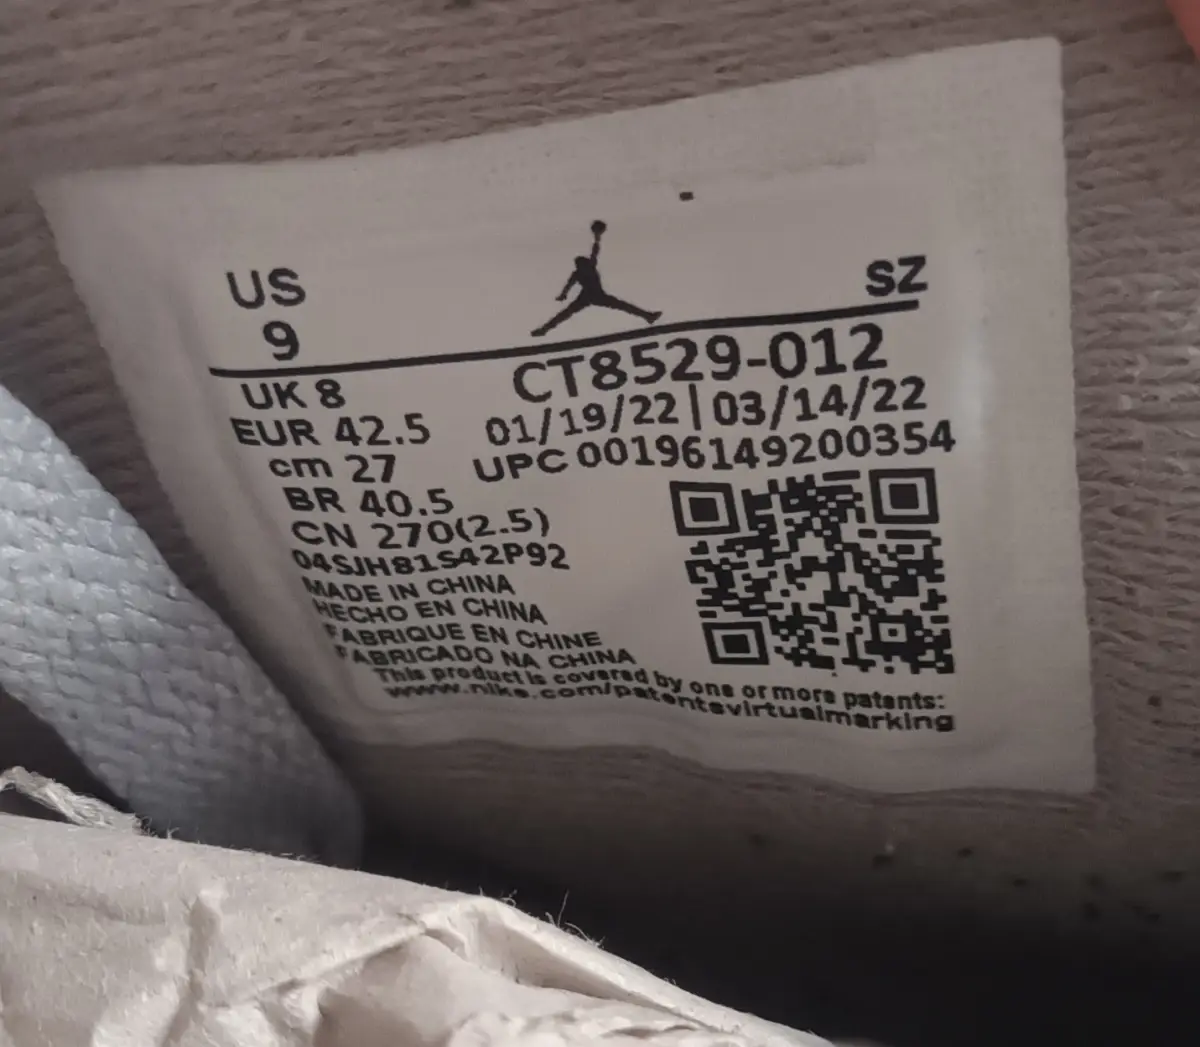 US
SZ
9
CT8529-012
UK 8
01/19/22 | 03/14/22
EUR 42.5
UPC 00196149200354
cm 27
BR 40.5
CN 270(2.5)
04SJH81S42P92
MADE IN CHINA
HECHO EN CHINA
FABRIQUE EN CHINE
FABRICADO NA CHINA
This product is covered by one or more patents:
www.nike.com/patentsvirtualmarking